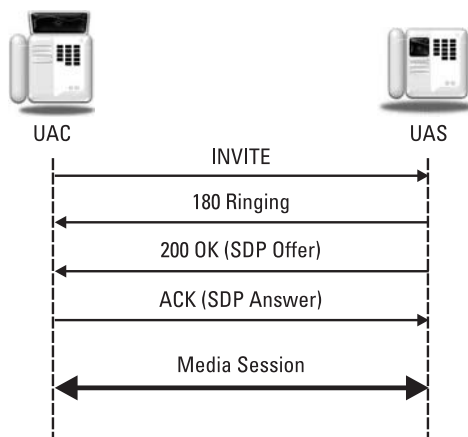 UAC
UAS
INVITE
180 Ringing
200 OK (SDP Offer)
ACK (SDP Answer)
Media Session